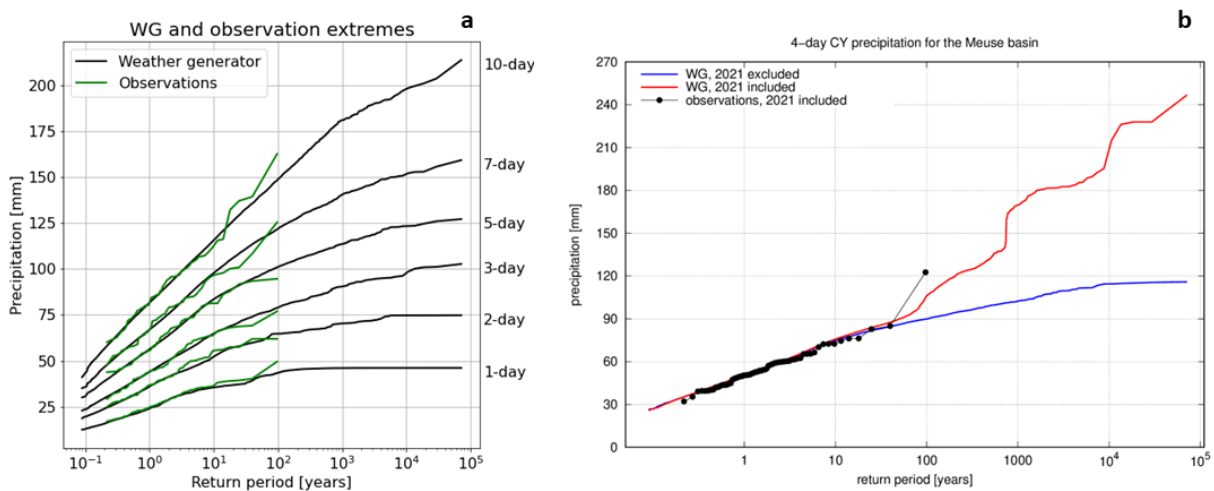 WG and observation extremes
a
Weather generator
Observations
Precipitation [mm]
200
175
150
125
100
75
50
25
10-day
7-day
5-day
3-day
2-day
1-day
10⁻¹
10⁰
10¹
10²
10³
10⁴
10⁵
Return period [years]
b
4-day CY precipitation for the Meuse basin
WG, 2021 excluded
WG, 2021 included
observations, 2021 included
precipitation [mm]
270
240
210
180
150
120
90
60
30
0
1
10
100
1000
10⁴
10⁵
return period [years]